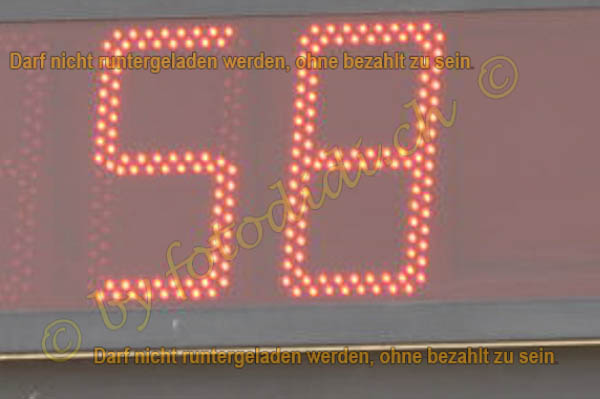 Darf nicht runtergeladen werden, ohne bezahlt zu sein.
58
© by fotodidi.ch ©
Darf nicht runtergeladen werden, ohne bezahlt zu sein.